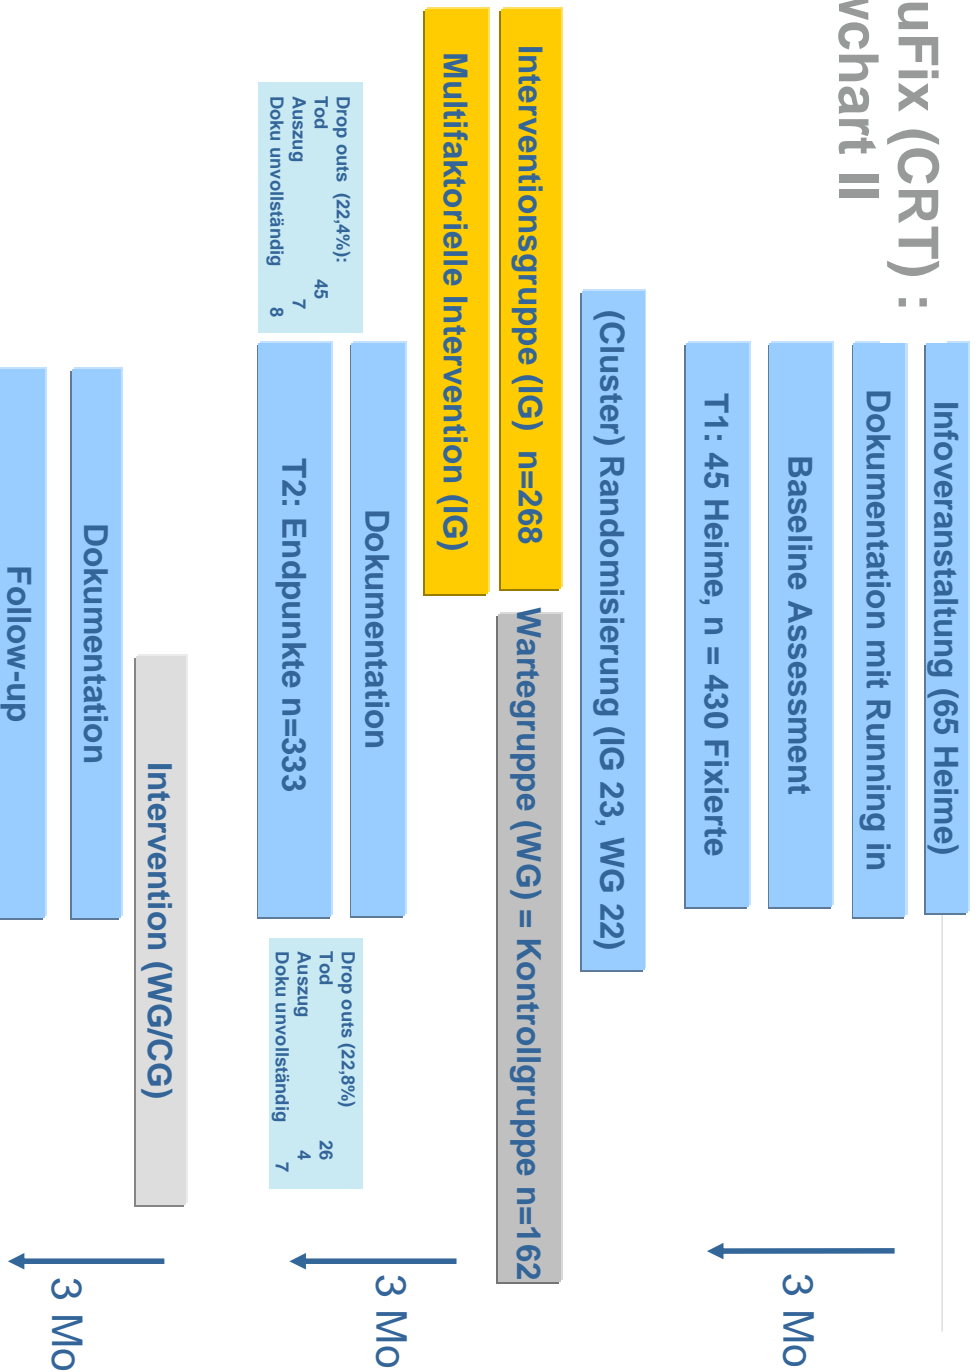 uFix (CRT) :
wchart II
Infoveranstaltung (65 Heime)
Dokumentation mit Running in
Baseline Assessment
T1: 45 Heime, n = 430 Fixierte
3 Mo
(Cluster) Randomisierung (IG 23, WG 22)
Interventionsgruppe (IG) n=268
Wartegruppe (WG) = Kontrollgruppe n=162
Multifaktorielle Intervention (IG)
Dokumentation
T2: Endpunkte n=333
3 Mo
Drop outs (22,4%):
Tod 45
Auszug 7
Doku unvollständig 8
Drop outs (22,8%)
Tod 26
Auszug 4
Doku unvollständig 7
Intervention (WG/CG)
Dokumentation
Follow-up
3 Mo